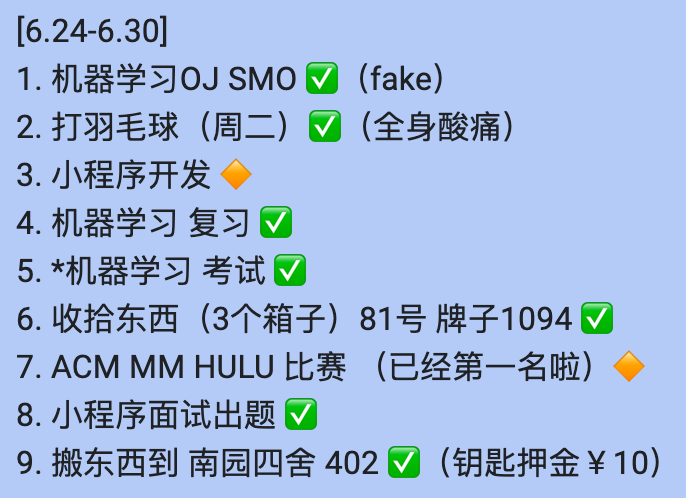 [6.24-6.30]
1. 机器学习OJ SMO ✅（fake）
2. 打羽毛球（周二）✅（全身酸痛）
3. 小程序开发 🔶
4. 机器学习 复习 ✅
5. *机器学习 考试 ✅
6. 收拾东西（3个箱子）81号 牌子1094 ✅
7. ACM MM HULU 比赛 （已经第一名啦）🔶
8. 小程序面试出题 ✅
9. 搬东西到 南园四舍 402 ✅（钥匙押金￥10）